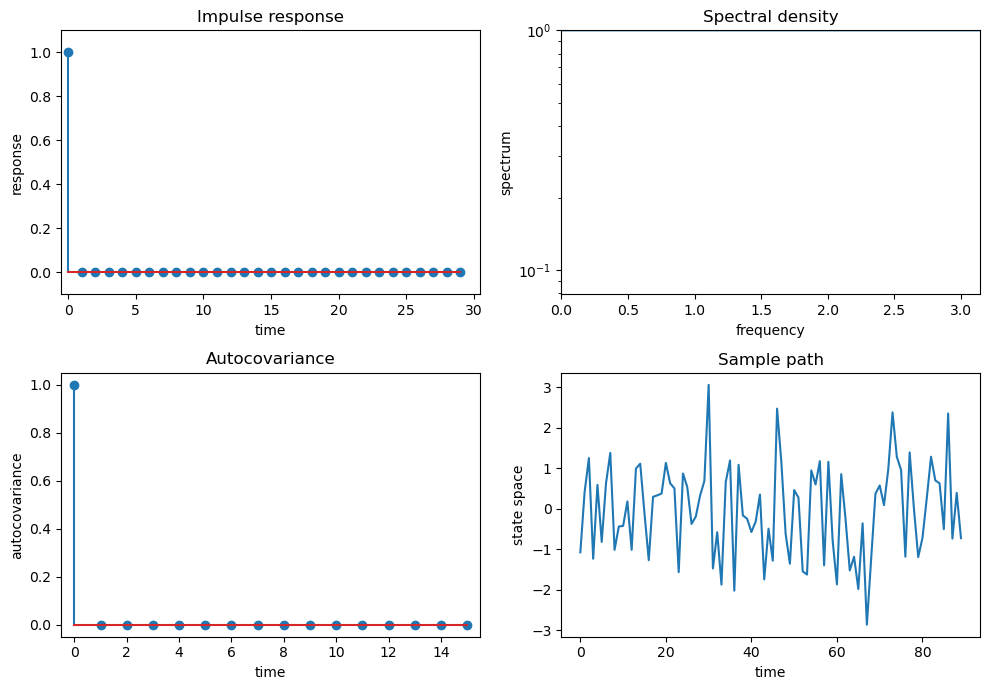 Impulse response
1.0
0.8
0.6
0.4
0.2
0.0
response
0 5 10 15 20 25 30
time
Spectral density
10^0
10^-1
spectrum
0.0 0.5 1.0 1.5 2.0 2.5 3.0
frequency
Autocovariance
1.0
0.8
0.6
0.4
0.2
0.0
autocovariance
0 2 4 6 8 10 12 14
time
Sample path
3
2
1
0
−1
−2
−3
state space
0 20 40 60 80
time